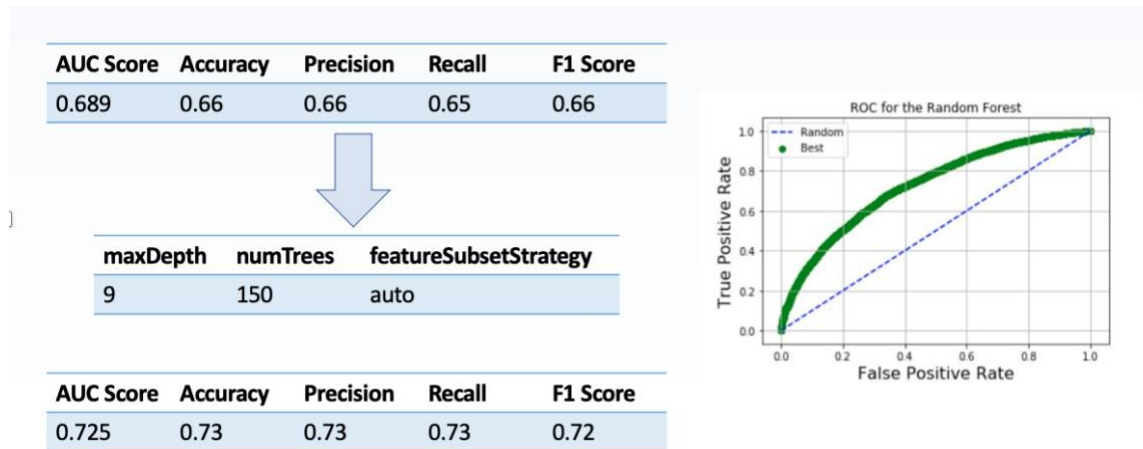 AUC Score Accuracy Precision Recall F1 Score
0.689 0.66 0.66 0.65 0.66
maxDepth numTrees featureSubsetStrategy
9 150 auto
AUC Score Accuracy Precision Recall F1 Score
0.725 0.73 0.73 0.73 0.72
ROC for the Random Forest
Random
Best
True Positive Rate
1.0
0.8
0.6
0.4
0.2
0.0
0.0 0.2 0.4 0.6 0.8 1.0
False Positive Rate